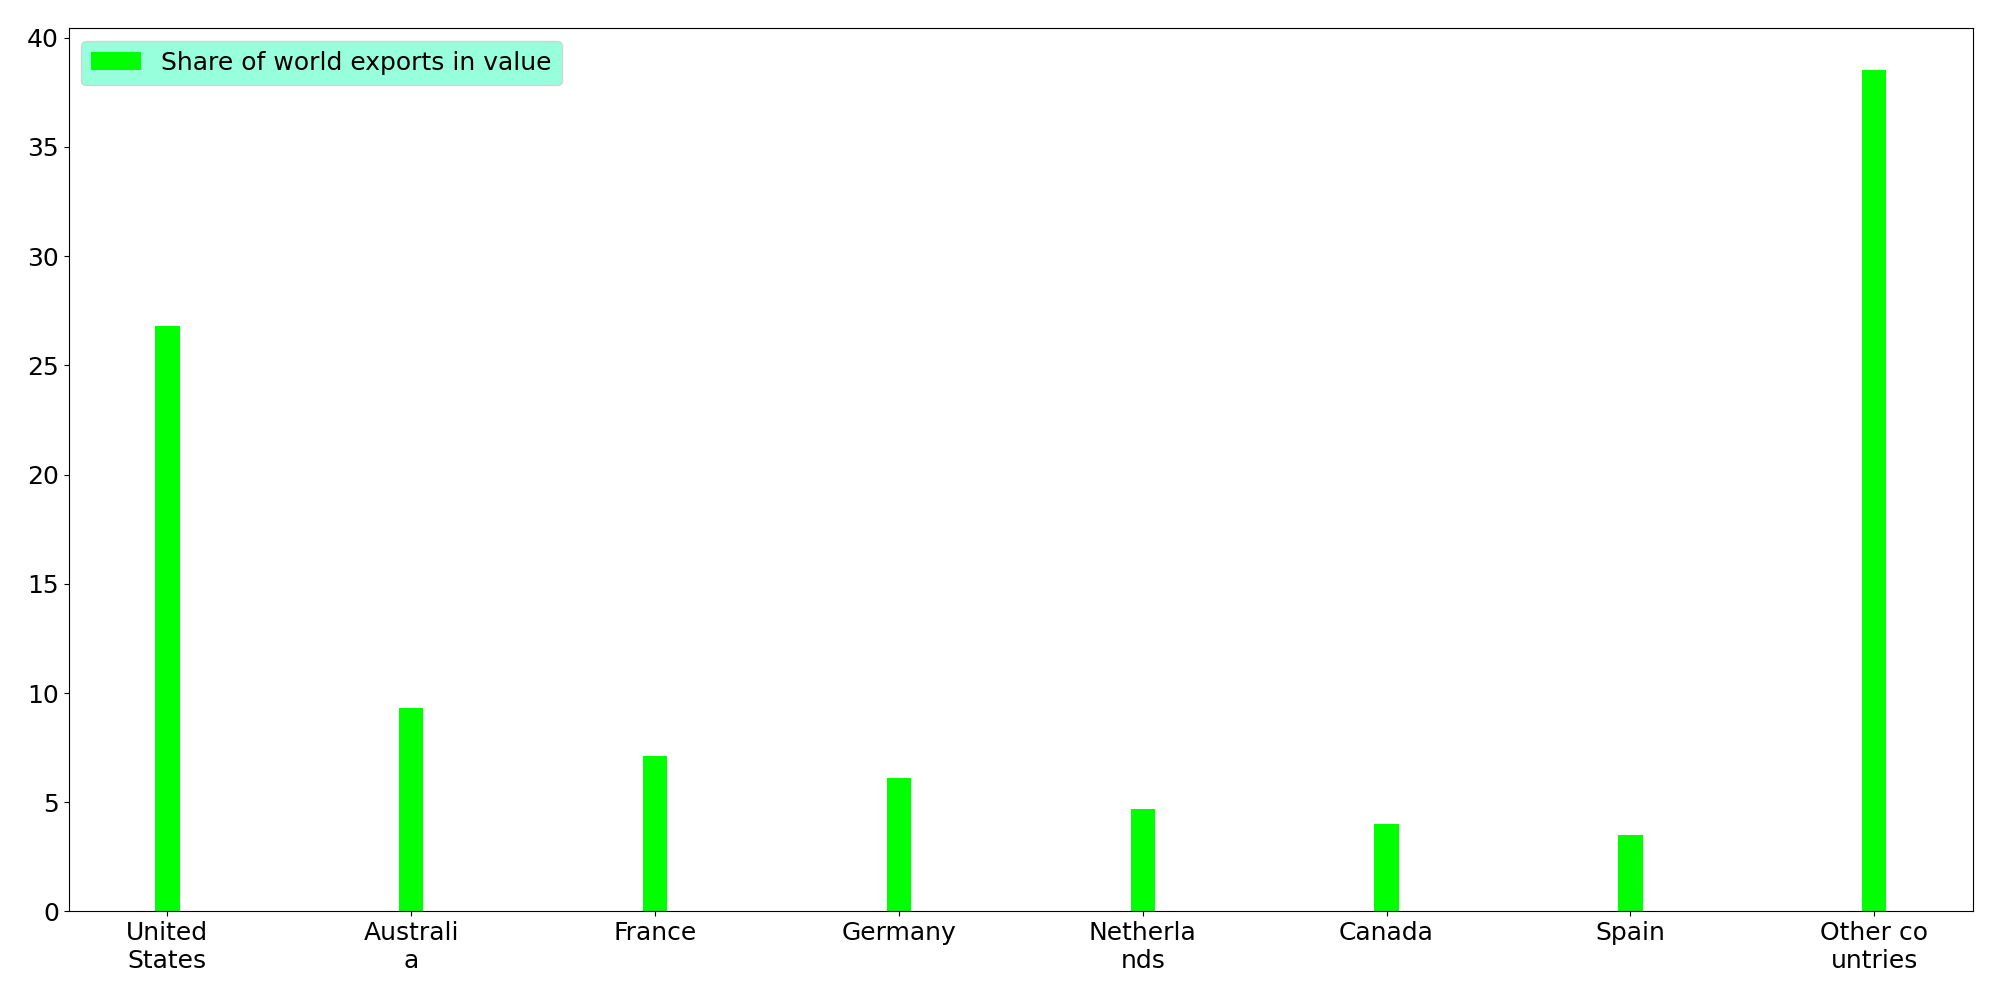 40
Share of world exports in value
35
30
25
20
15
10
5
0
United
States
Australi
a
France
Germany
Netherla
nds
Canada
Spain
Other co
untries